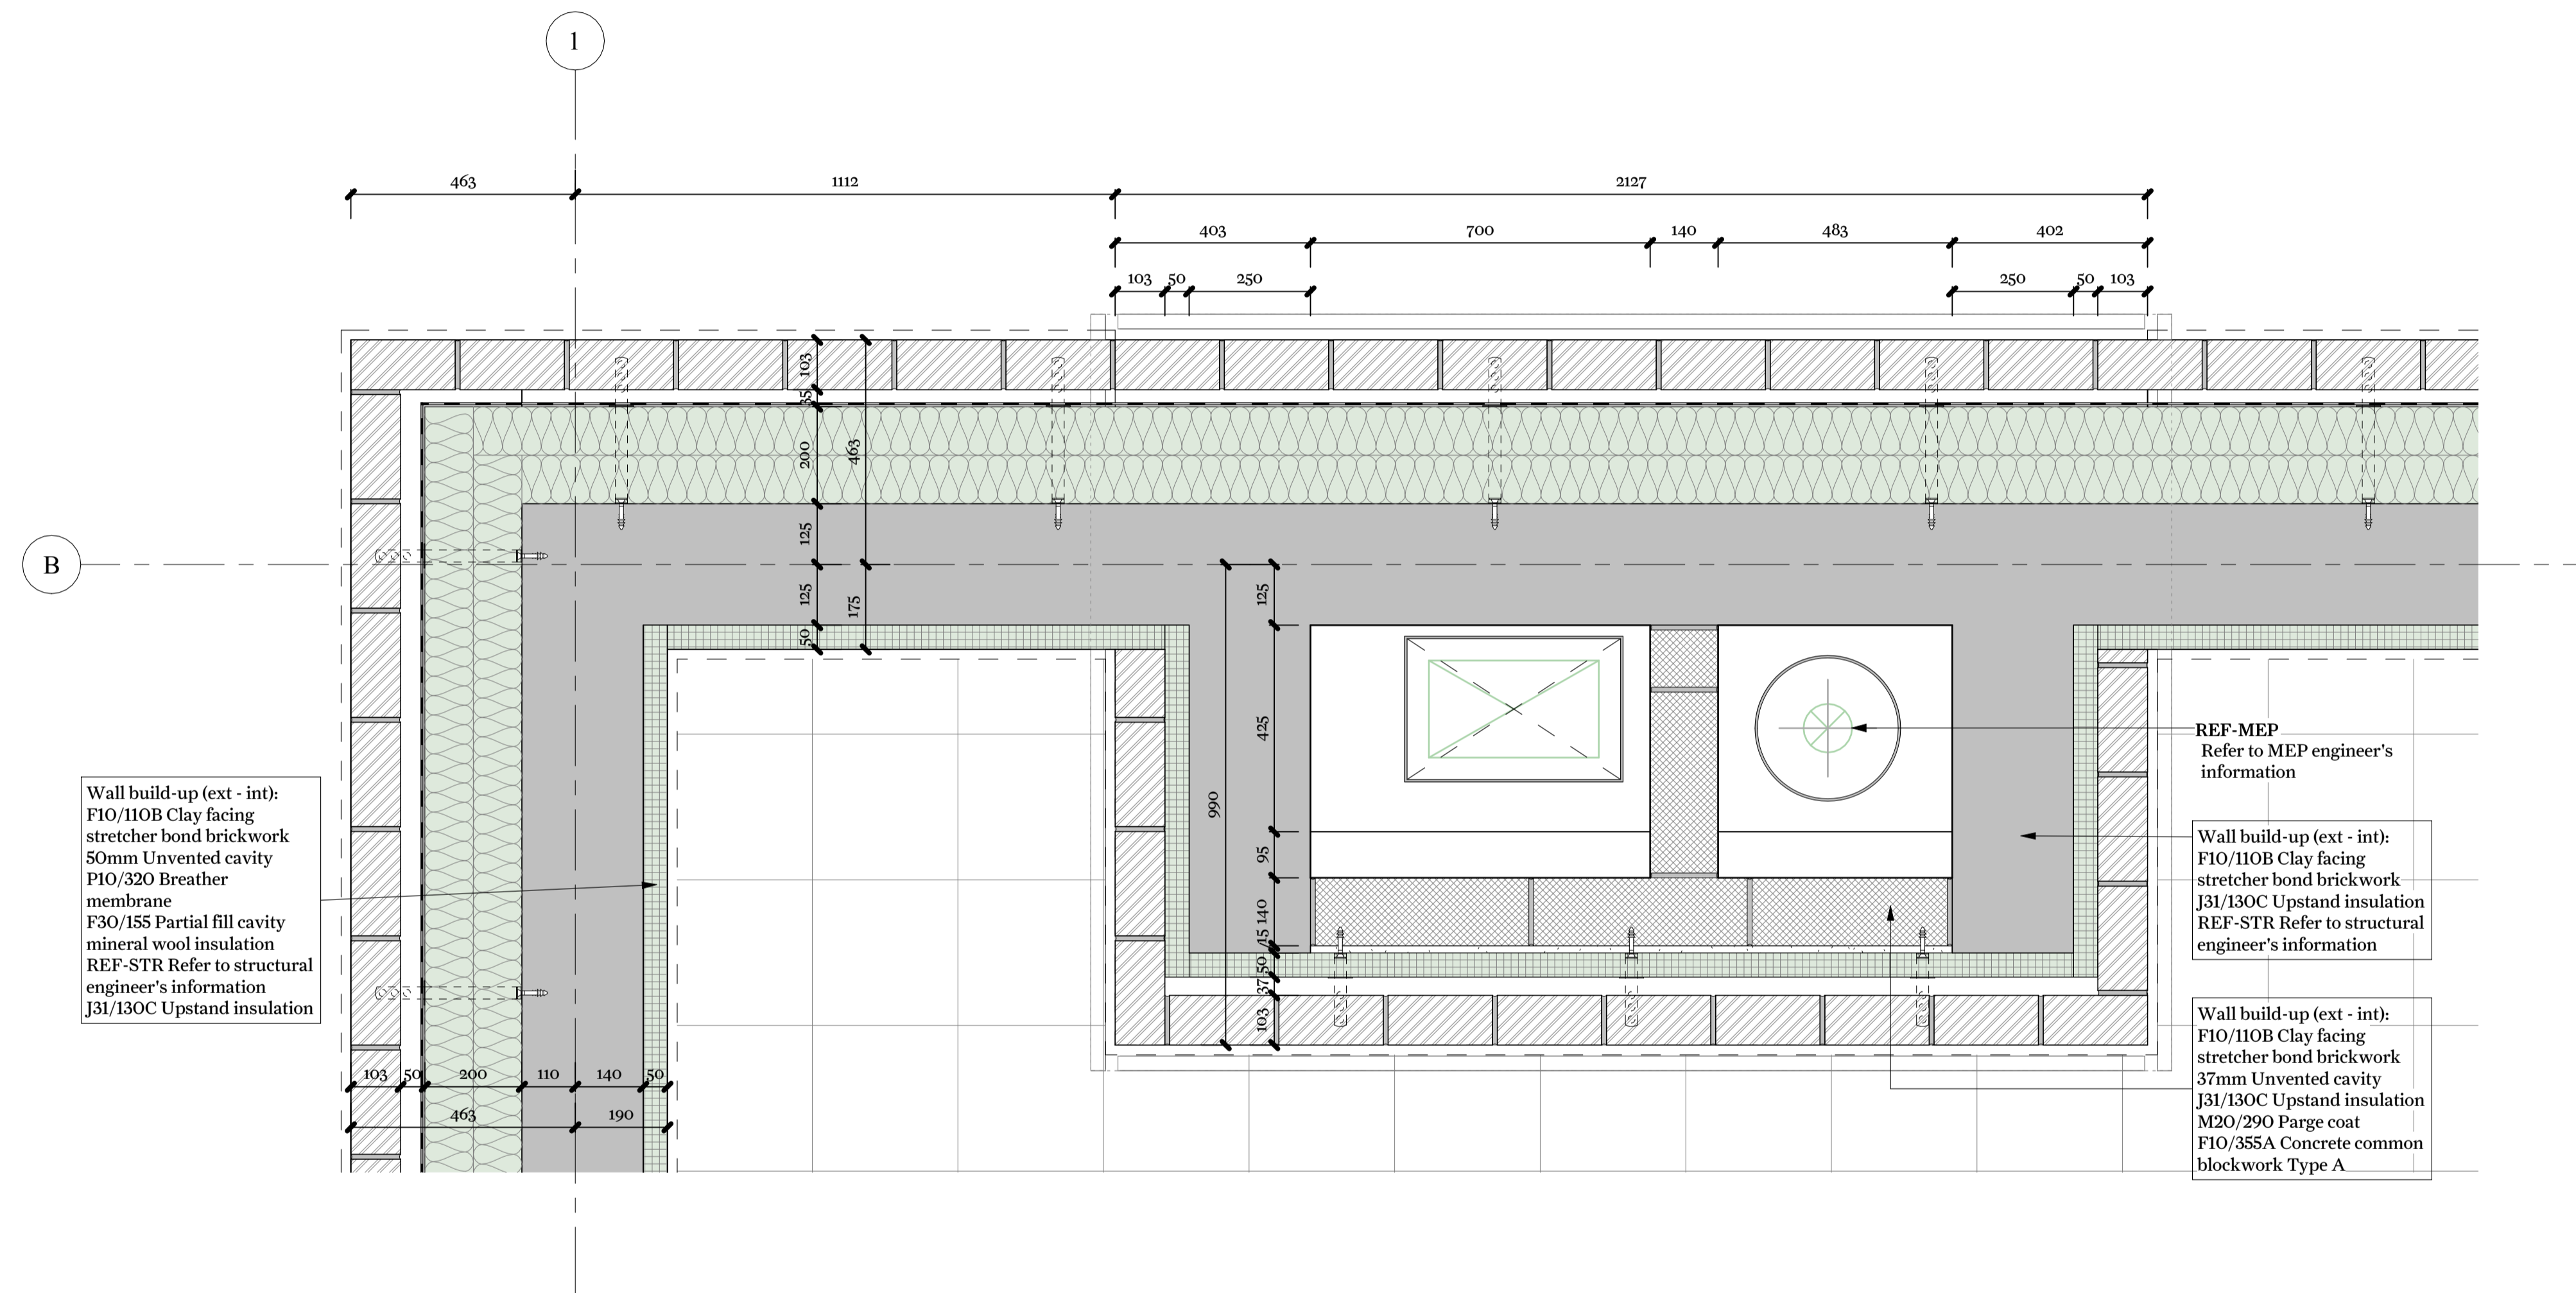 1
463 1112 2127
403 700 140 483 402
103 50 250 250 50 103
103
35
200
463
125
B
125
175
50
125
425
990
95
140
15
50
37
103
REF-MEP
Refer to MEP engineer's
information
Wall build-up (ext - int):
F10/110B Clay facing
stretcher bond brickwork
50mm Unvented cavity
P10/320 Breather
membrane
F30/155 Partial fill cavity
mineral wool insulation
REF-STR Refer to structural
engineer's information
J31/130C Upstand insulation
Wall build-up (ext - int):
F10/110B Clay facing
stretcher bond brickwork
J31/130C Upstand insulation
REF-STR Refer to structural
engineer's information
Wall build-up (ext - int):
F10/110B Clay facing
stretcher bond brickwork
37mm Unvented cavity
J31/130C Upstand insulation
M20/290 Parge coat
F10/355A Concrete common
blockwork Type A
103 50 200 110 140 50
463 190